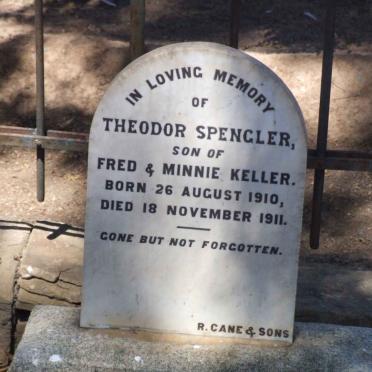 IN LOVING MEMORY
OF
THEODOR SPENGLER,
SON OF
FRED & MINNIE KELLER.
BORN 26 AUGUST 1910,
DIED 18 NOVEMBER 1911.
GONE BUT NOT FORGOTTEN.
R. CANE & SONS